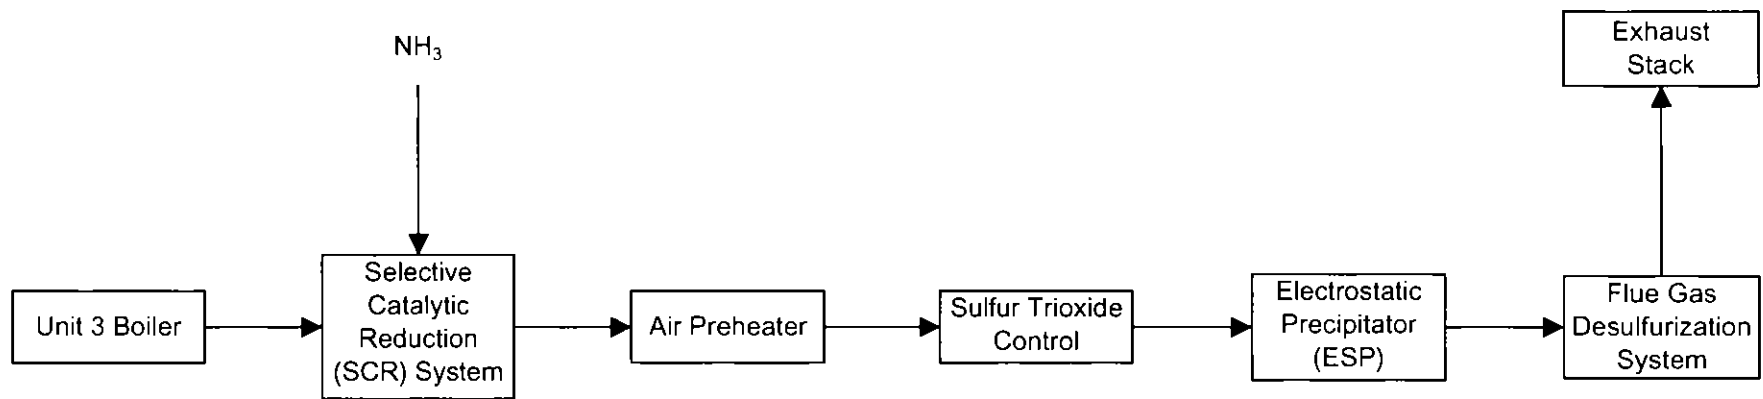 NH₃
Exhaust
Stack
Unit 3 Boiler
Selective
Catalytic
Reduction
(SCR) System
Air Preheater
Sulfur Trioxide
Control
Electrostatic
Precipitator
(ESP)
Flue Gas
Desulfurization
System